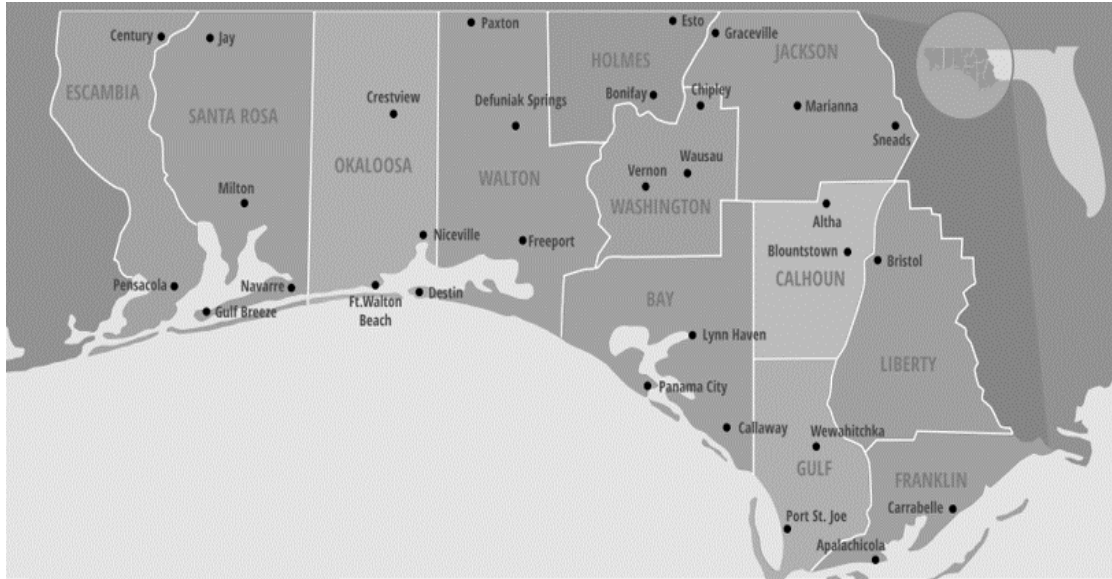 Century
Jay
Paxton
Esto
Graceville
ESCAMBIA
SANTA ROSA
HOLMES
JACKSON
Crestview
Defuniak Springs
Bonifay
Chipley
Marianna
Sneads
OKALOOSA
WALTON
Vernon
Wausau
WASHINGTON
Milton
Altha
Niceville
Freeport
Blountstown
Bristol
CALHOUN
Pensacola
Navarre
Gulf Breeze
Ft.Walton
Beach
Destin
BAY
Lynn Haven
LIBERTY
Panama City
Callaway
Wewahitchka
GULF
FRANKLIN
Carrabelle
Port St. Joe
Apalachicola